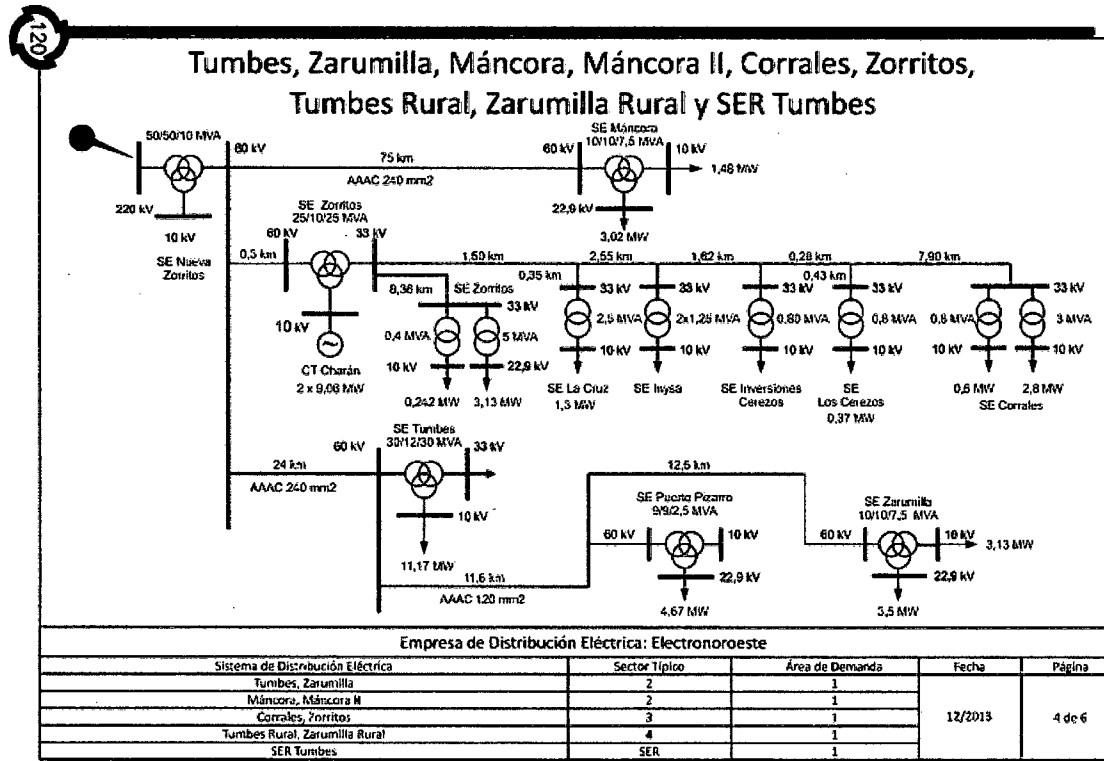 120
Tumbes, Zarumilla, Máncora, Máncora II, Corrales, Zorritos,
Tumbes Rural, Zarumilla Rural y SER Tumbes
50/50/10 MVA
60 kV
220 kV
10 kV
SE Nueva
Zorritos
75 km
AAAC 240 mm2
60 kV
SE Máncora
10/10/7,5 MVA
10 kV
1,48 MW
22,9 kV
3,02 MW
SE Zorritos
25/10/25 MVA
60 kV
33 kV
0,3 km
10 kV
CT Charán
2 x 9,06 MW
8,36 km
SE Zorritos
33 kV
0,4 MVA
5 MVA
10 kV
22,9 kV
0,242 MW
3,13 MW
1,50 km
0,35 km
2,55 km
1,62 km
0,28 km
0,43 km
7,90 km
33 kV
2,5 MVA
10 kV
SE La Cruz
1,3 MW
33 kV
2x1,25 MVA
10 kV
SE Inysa
33 kV
0,80 MVA
10 kV
SE Inversiones
Cerezos
33 kV
0,8 MVA
10 kV
SE
Los Cerezos
0,37 MW
33 kV
0,8 MVA
3 MVA
10 kV
10 kV
0,6 MW
2,8 MW
SE Corrales
24 km
AAAC 240 mm2
60 kV
SE Tumbes
30/12/30 MVA
33 kV
10 kV
11,17 MW
11,6 km
AAAC 120 mm2
12,5 km
SE Puerto Pizarro
9/9/2,5 MVA
60 kV
10 kV
22,9 kV
4,67 MW
SE Zarumilla
10/10/7,5 MVA
60 kV
10 kV
3,13 MW
22,9 kV
3,5 MW
Empresa de Distribución Eléctrica: Electronoroeste
Sistema de Distribución Eléctrica Sector Típico Área de Demanda Fecha Página
Tumbes, Zarumilla 2 1
Máncora, Máncora II 2 1
Corrales, Zorritos 3 1 12/2013 4 de 6
Tumbes Rural, Zarumilla Rural 4 1
SER Tumbes SER 1